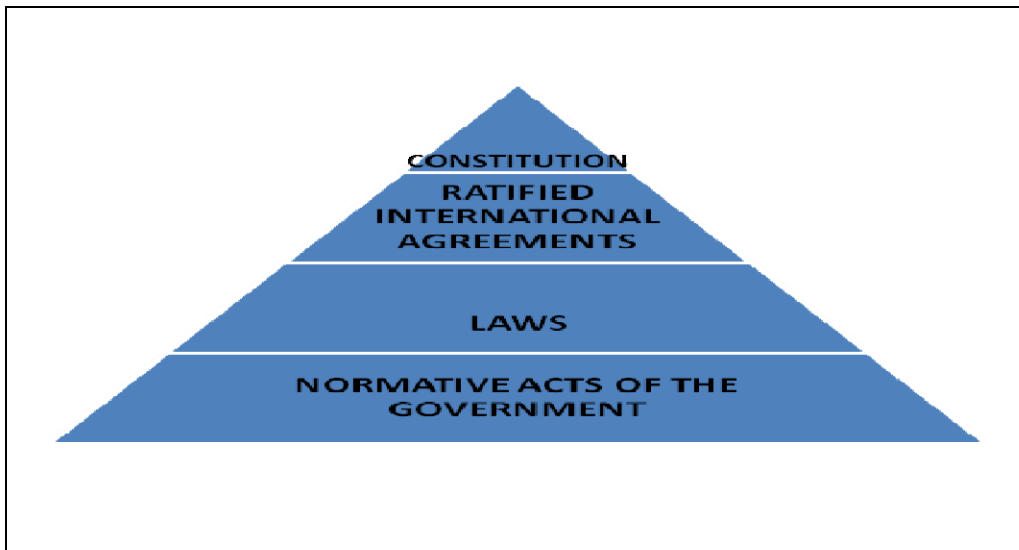 CONSTITUTION
RATIFIED
INTERNATIONAL
AGREEMENTS
LAWS
NORMATIVE ACTS OF THE
GOVERNMENT